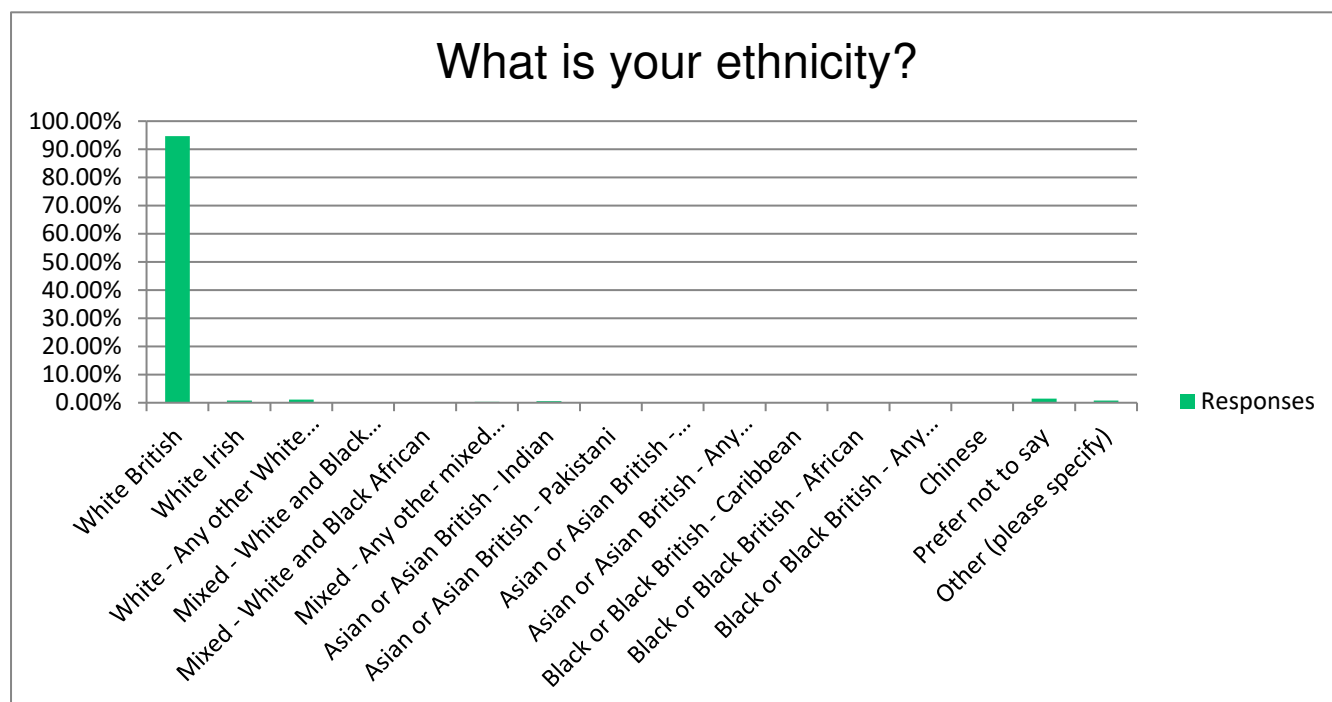 What is your ethnicity?
100.00%
90.00%
80.00%
70.00%
60.00%
50.00%
40.00%
30.00%
20.00%
10.00%
0.00%
White British
White Irish
White - Any other White...
Mixed - White and Black...
Mixed - White and Black African
Mixed - Any other mixed...
Asian or Asian British - Indian
Asian or Asian British - Pakistani
Asian or Asian British -...
Asian or Asian British - Any...
Black or Black British - Caribbean
Black or Black British - African
Black or Black British - Any...
Chinese
Prefer not to say
Other (please specify)
Responses